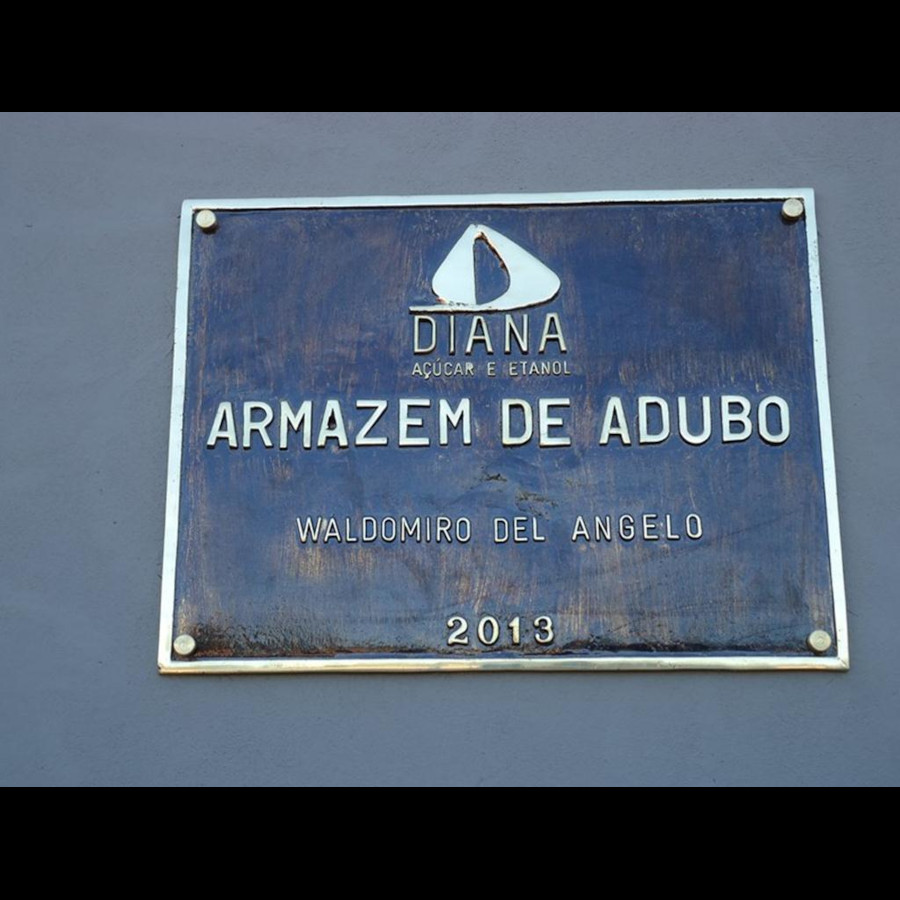 DIANA
AÇÚCAR E ETANOL
ARMAZEM DE ADUBO
WALDOMIRO DEL ANGELO
2013